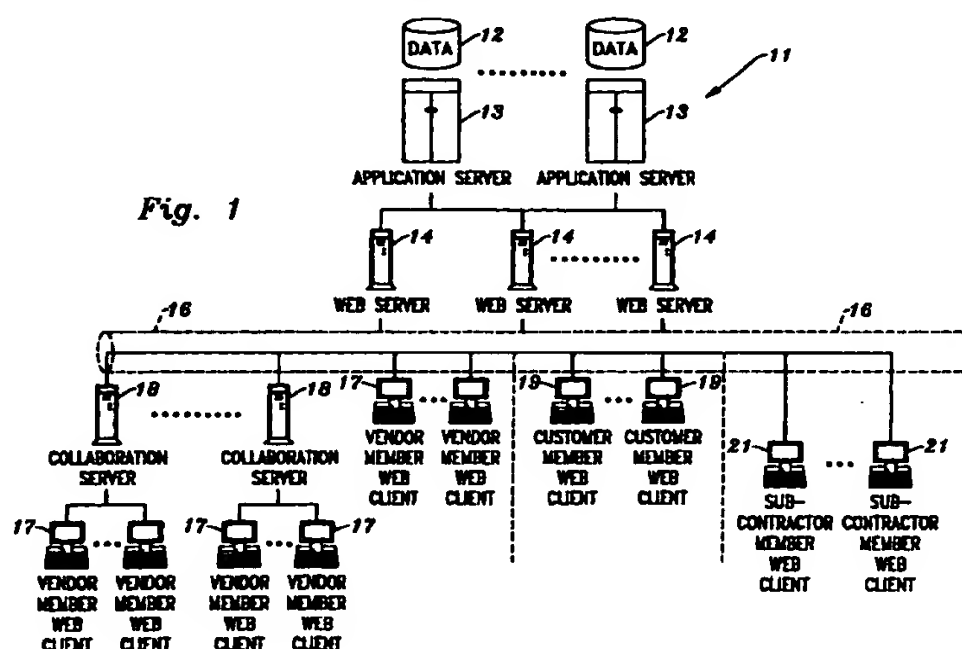 DATA 12 DATA 12
11
13 13
APPLICATION SERVER APPLICATION SERVER
Fig. 1
14 14 14
WEB SERVER WEB SERVER WEB SERVER
16 16
18 18 17 19 19
COLLABORATION SERVER
COLLABORATION SERVER
VENDOR MEMBER WEB CLIENT
VENDOR MEMBER WEB CLIENT
CUSTOMER MEMBER WEB CLIENT
CUSTOMER MEMBER WEB CLIENT
21 21
SUB-
CONTRACTOR
MEMBER
WEB
CLIENT
SUB-
CONTRACTOR
MEMBER
WEB
CLIENT
17 17 17
VENDOR MEMBER WEB CLIENT
VENDOR MEMBER WEB CLIENT
VENDOR MEMBER WEB CLIENT
VENDOR MEMBER WEB CLIENT